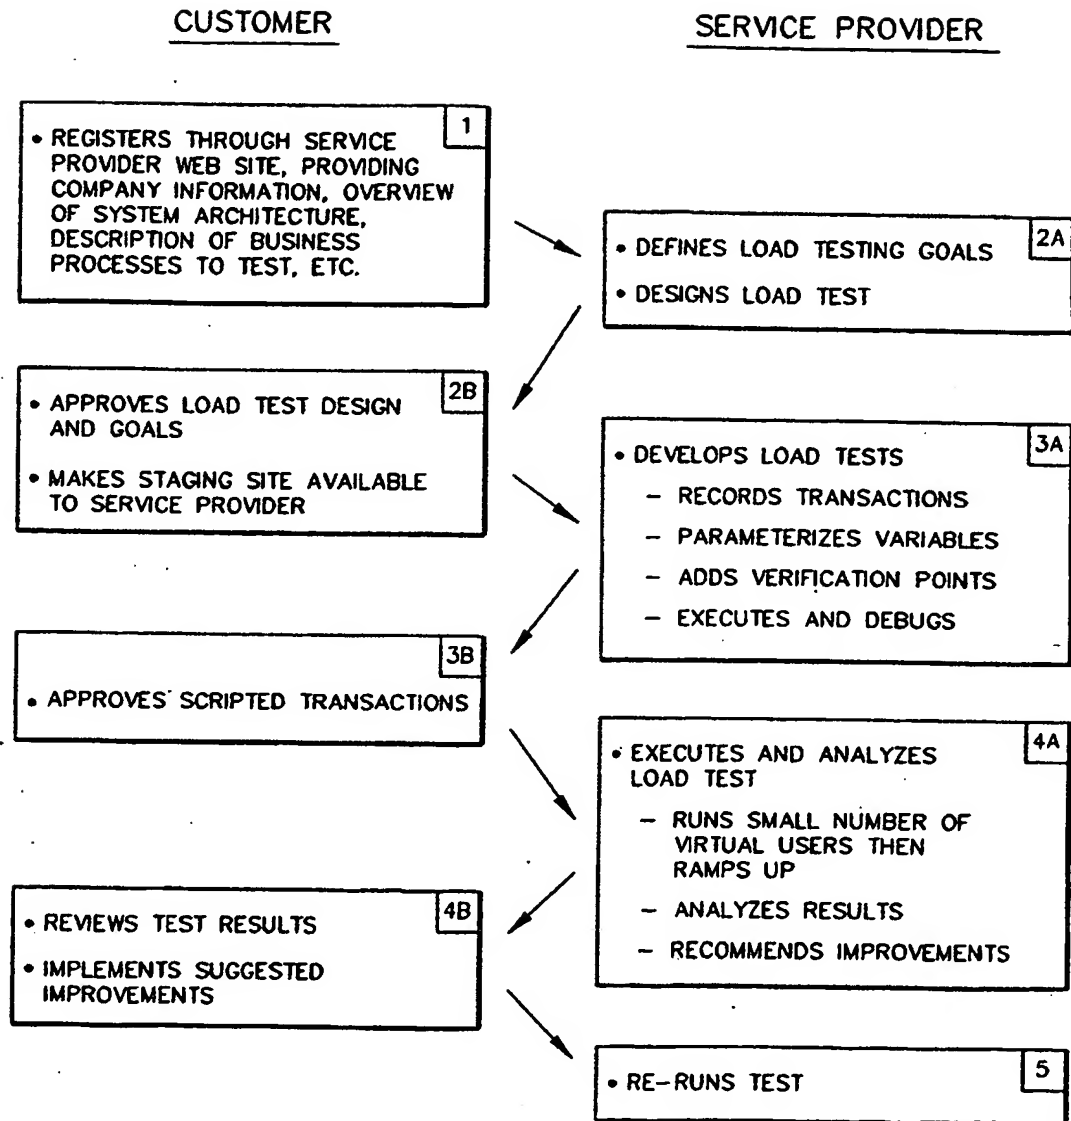 CUSTOMER
SERVICE PROVIDER
1
• REGISTERS THROUGH SERVICE
PROVIDER WEB SITE, PROVIDING
COMPANY INFORMATION, OVERVIEW
OF SYSTEM ARCHITECTURE,
DESCRIPTION OF BUSINESS
PROCESSES TO TEST, ETC.
2A
• DEFINES LOAD TESTING GOALS
• DESIGNS LOAD TEST
2B
• APPROVES LOAD TEST DESIGN
AND GOALS
• MAKES STAGING SITE AVAILABLE
TO SERVICE PROVIDER
3A
• DEVELOPS LOAD TESTS
– RECORDS TRANSACTIONS
– PARAMETERIZES VARIABLES
– ADDS VERIFICATION POINTS
– EXECUTES AND DEBUGS
3B
• APPROVES SCRIPTED TRANSACTIONS
4A
• EXECUTES AND ANALYZES
LOAD TEST
– RUNS SMALL NUMBER OF
VIRTUAL USERS THEN
RAMPS UP
– ANALYZES RESULTS
– RECOMMENDS IMPROVEMENTS
4B
• REVIEWS TEST RESULTS
• IMPLEMENTS SUGGESTED
IMPROVEMENTS
5
• RE-RUNS TEST